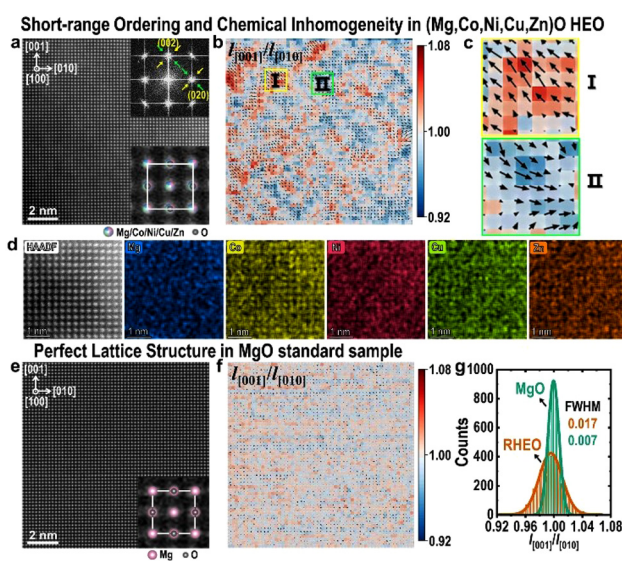 Short-range Ordering and Chemical Inhomogeneity in (Mg,Co,Ni,Cu,Zn)O HEO
a
[001]
[010]
[100]
(002)
(020)
2 nm
Mg/Co/Ni/Cu/Zn O
b
l[001]/l[010]
I
II
1.08
1.00
0.92
c
I
II
d
HAADF
1 nm
Mg
1 nm
Co
1 nm
Ni
1 nm
Cu
1 nm
Zn
1 nm
Perfect Lattice Structure in MgO standard sample
e
[001]
[010]
[100]
2 nm
Mg O
f
l[001]/l[010]
1.08
1.00
0.92
g
1000
800
600
400
200
0
Counts
MgO
RHEO
FWHM
0.017
0.007
0.92 0.96 1.00 1.04 1.08
l[001]/l[010]